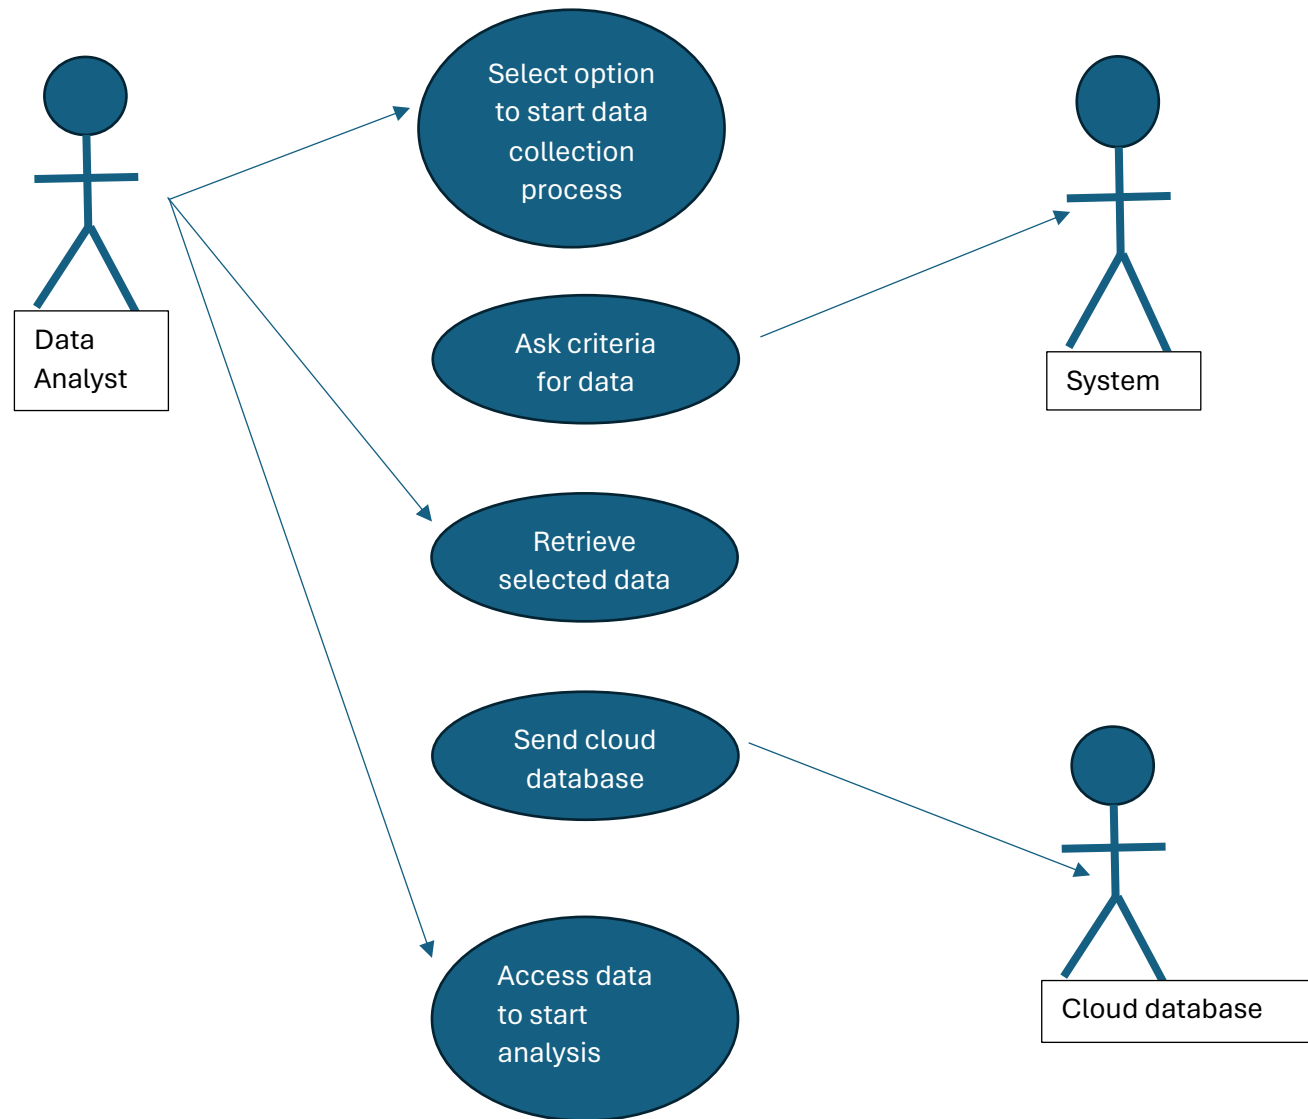 Select option
to start data
collection
process
Data
Analyst
Ask criteria
for data
System
Retrieve
selected data
Send cloud
database
Access data
to start
analysis
Cloud database